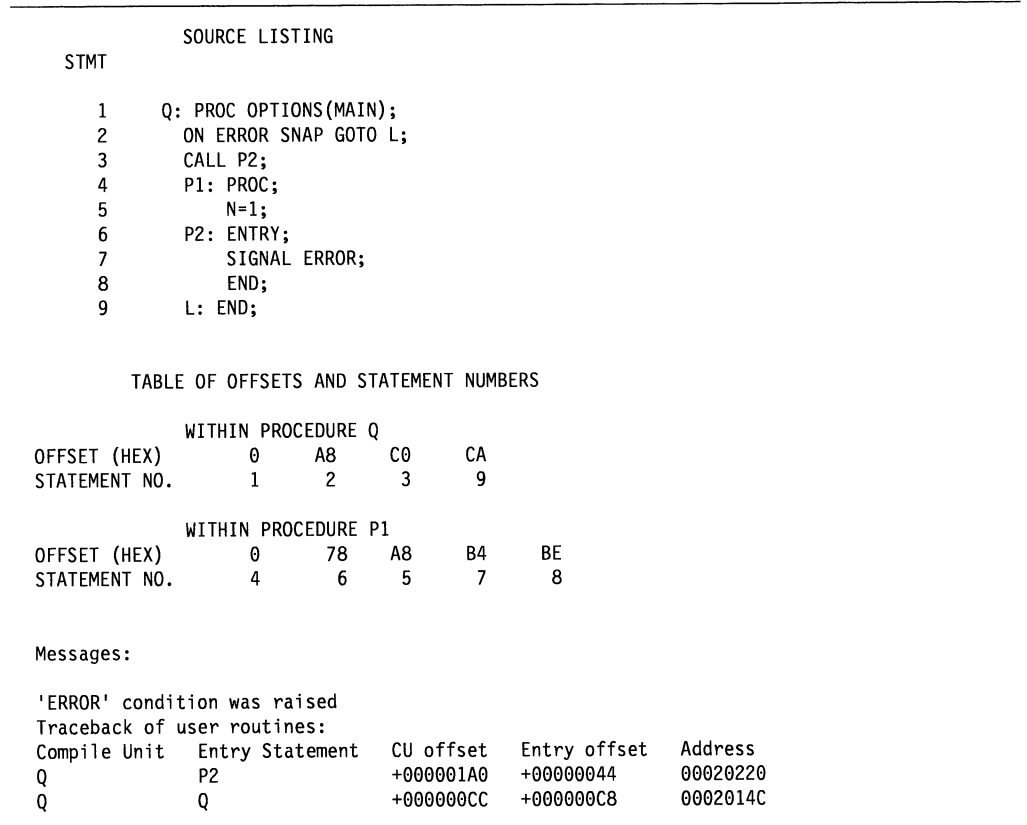 SOURCE LISTING
STMT
1 Q: PROC OPTIONS(MAIN);
2 ON ERROR SNAP GOTO L;
3 CALL P2;
4 P1: PROC;
5 N=1;
6 P2: ENTRY;
7 SIGNAL ERROR;
8 END;
9 L: END;
TABLE OF OFFSETS AND STATEMENT NUMBERS
WITHIN PROCEDURE Q
OFFSET (HEX) 0 A8 C0 CA
STATEMENT NO. 1 2 3 9
WITHIN PROCEDURE P1
OFFSET (HEX) 0 78 A8 B4 BE
STATEMENT NO. 4 6 5 7 8
Messages:
'ERROR' condition was raised
Traceback of user routines:
Compile Unit Entry Statement CU offset Entry offset Address
Q P2 +000001A0 +00000044 00020220
Q Q +000000CC +000000C8 0002014C